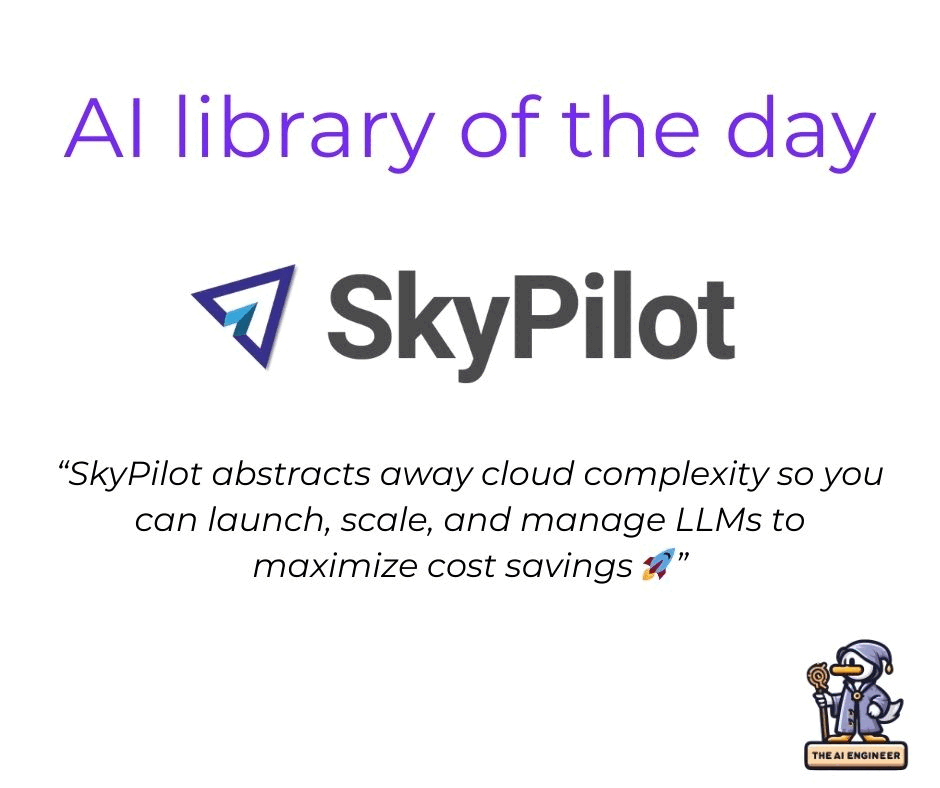 AI library of the day
SkyPilot
“SkyPilot abstracts away cloud complexity so you
can launch, scale, and manage LLMs to
maximize cost savings 🚀”
THE AI ENGINEER